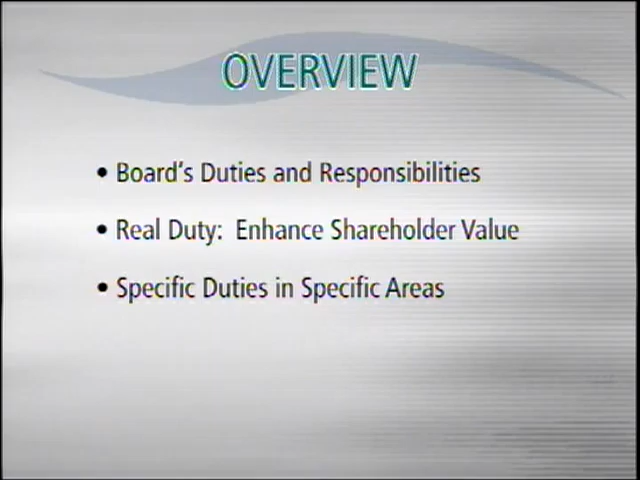 OVERVIEW
• Board's Duties and Responsibilities
• Real Duty: Enhance Shareholder Value
• Specific Duties in Specific Areas